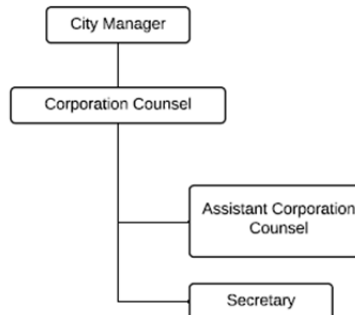 City Manager
Corporation Counsel
Assistant Corporation
Counsel
Secretary